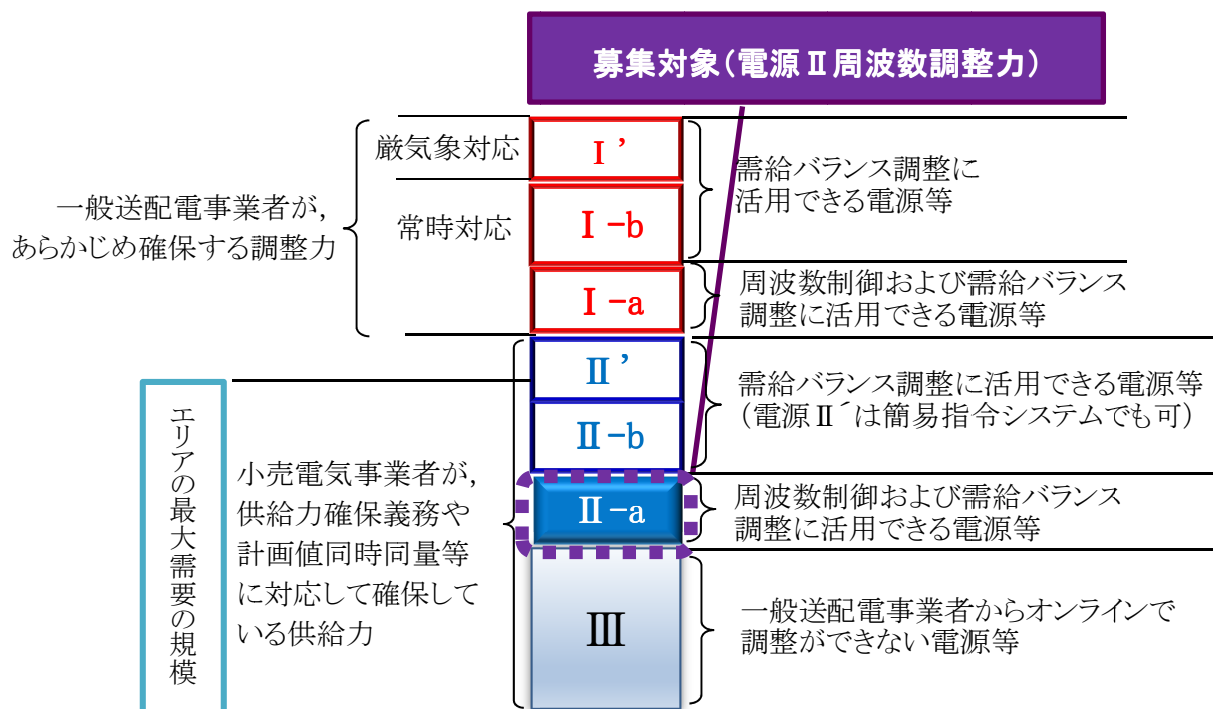 募集対象(電源Ⅱ周波数調整力)
厳気象対応
常時対応
一般送配電事業者が,
あらかじめ確保する調整力
Ⅰ’
Ⅰ-b
Ⅰ-a
Ⅱ’
Ⅱ-b
Ⅱ-a
Ⅲ
需給バランス調整に
活用できる電源等
周波数制御および需給バランス
調整に活用できる電源等
需給バランス調整に活用できる電源等
(電源Ⅱ´は簡易指令システムでも可)
周波数制御および需給バランス
調整に活用できる電源等
一般送配電事業者からオンラインで
調整ができない電源等
エリアの最大需要の規模
小売電気事業者が,
供給力確保義務や
計画値同時同量等
に対応して確保して
いる供給力